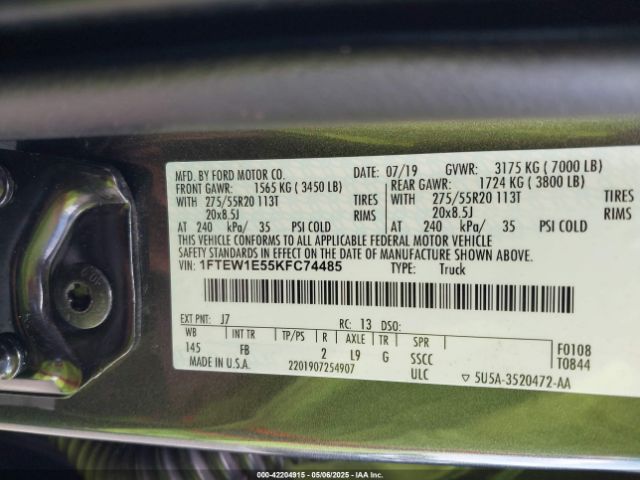 MFD. BY FORD MOTOR CO. DATE: 07/19 GVWR: 3175 KG (7000 LB)
FRONT GAWR: 1565 KG (3450 LB) REAR GAWR: 1724 KG (3800 LB)
WITH 275/55R20 113T TIRES WITH 275/55R20 113T TIRES
20x8.5J RIMS 20x8.5J RIMS
AT 240 kPa/ 35 PSI COLD AT 240 kPa/ 35 PSI COLD
THIS VEHICLE CONFORMS TO ALL APPLICABLE FEDERAL MOTOR VEHICLE
SAFETY AND THEFT PREVENTION STANDARDS IN EFFECT ON THE DATE OF MANUFACTURE SHOWN ABOVE.
VIN: 1FTEW1E55KFC74485 TYPE: Truck
EXT PNT: J7 RC: 13 DSO:
WB INT TR TP/PS R AXLE TR SPR F0108
145 FB 2 L9 G SSCC T0844
MADE IN U.S.A. 2201907254907 ULC ▽ 5U5A-3520472-AA
000-42204915 - 05/06/2025 - IAA Inc.